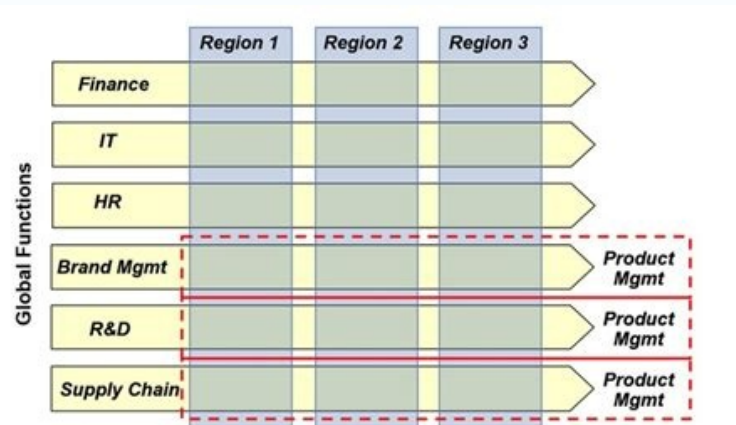 Region 1
Region 2
Region 3
Global Functions
Finance
IT
HR
Brand Mgmt
Product
Mgmt
R&D
Product
Mgmt
Supply Chain
Product
Mgmt